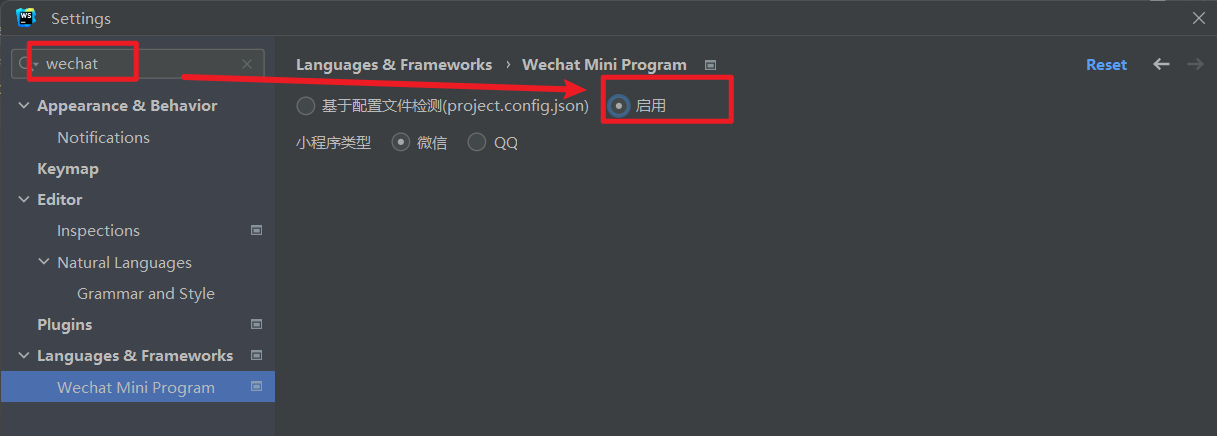 WS Settings
wechat
Appearance & Behavior
Notifications
Keymap
Editor
Inspections
Natural Languages
Grammar and Style
Plugins
Languages & Frameworks
Wechat Mini Program
Languages & Frameworks › Wechat Mini Program
Reset
基于配置文件检测(project.config.json) 启用
小程序类型 微信 QQ